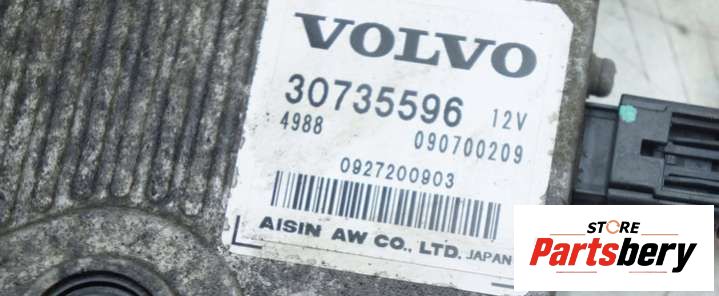 VOLVO
30735596 12V
4988 090700209
0927200903
AISIN AW CO., LTD. JAPAN
STORE
Partsbery